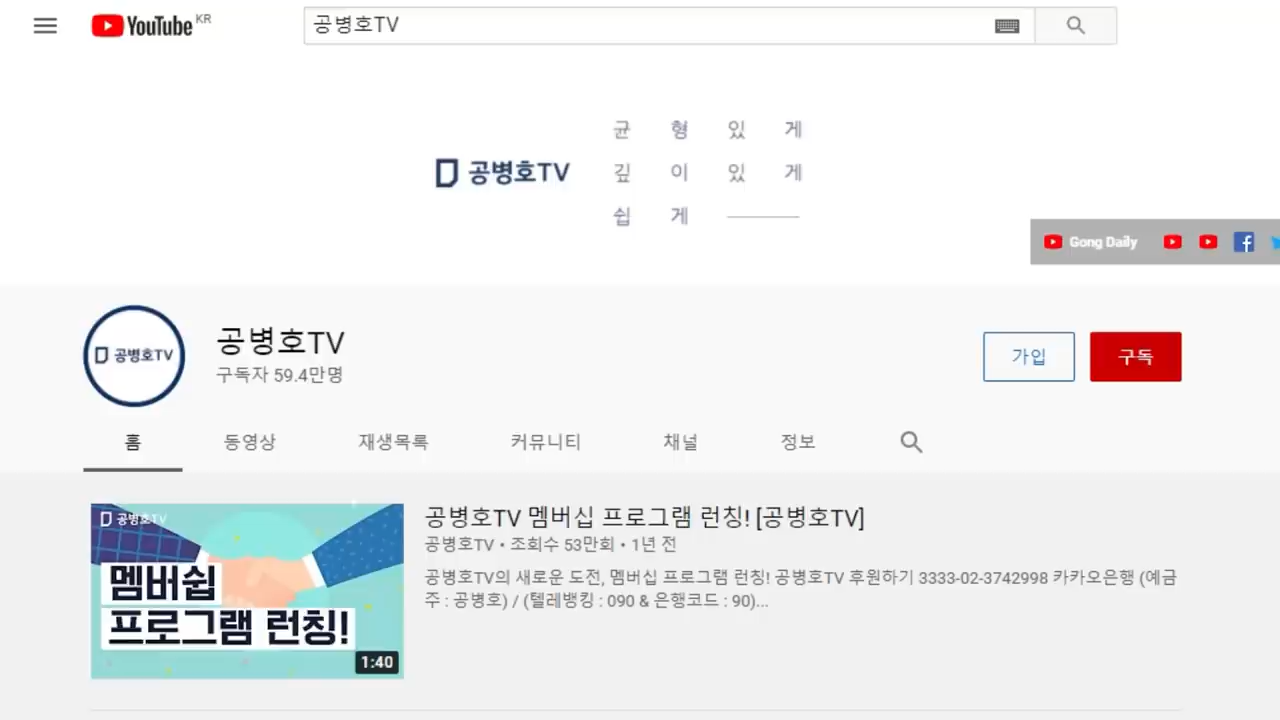 YouTube KR
공병호TV
균 형 있 게
공병호TV
깊 이 있 게
쉽 게
Gong Daily
공병호TV
공병호TV
구독자 59.4만명
가입
구독
홈
동영상
재생목록
커뮤니티
채널
정보
공병호TV
멤버쉽
프로그램 런칭!
1:40
공병호TV 멤버십 프로그램 런칭! [공병호TV]
공병호TV • 조회수 53만회 • 1년 전
공병호TV의 새로운 도전, 멤버십 프로그램 런칭! 공병호TV 후원하기 3333-02-3742998 카카오은행 (예금
주 : 공병호) / (텔레뱅킹 : 090 & 은행코드 : 90)...